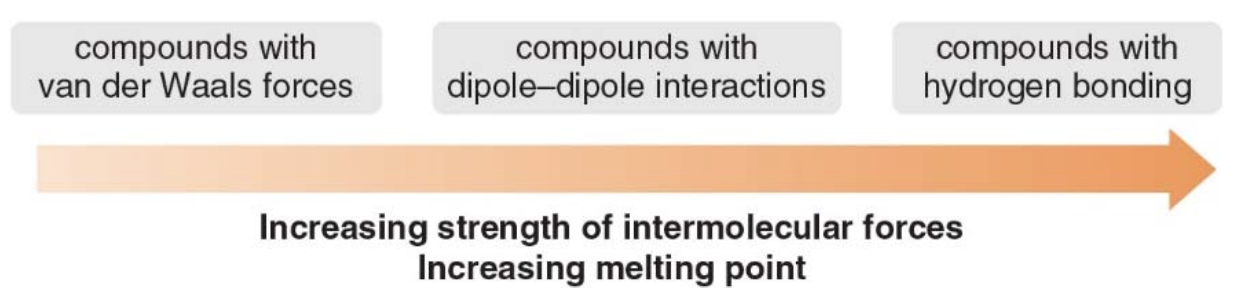 compounds with
van der Waals forces
compounds with
dipole–dipole interactions
compounds with
hydrogen bonding
Increasing strength of intermolecular forces
Increasing melting point